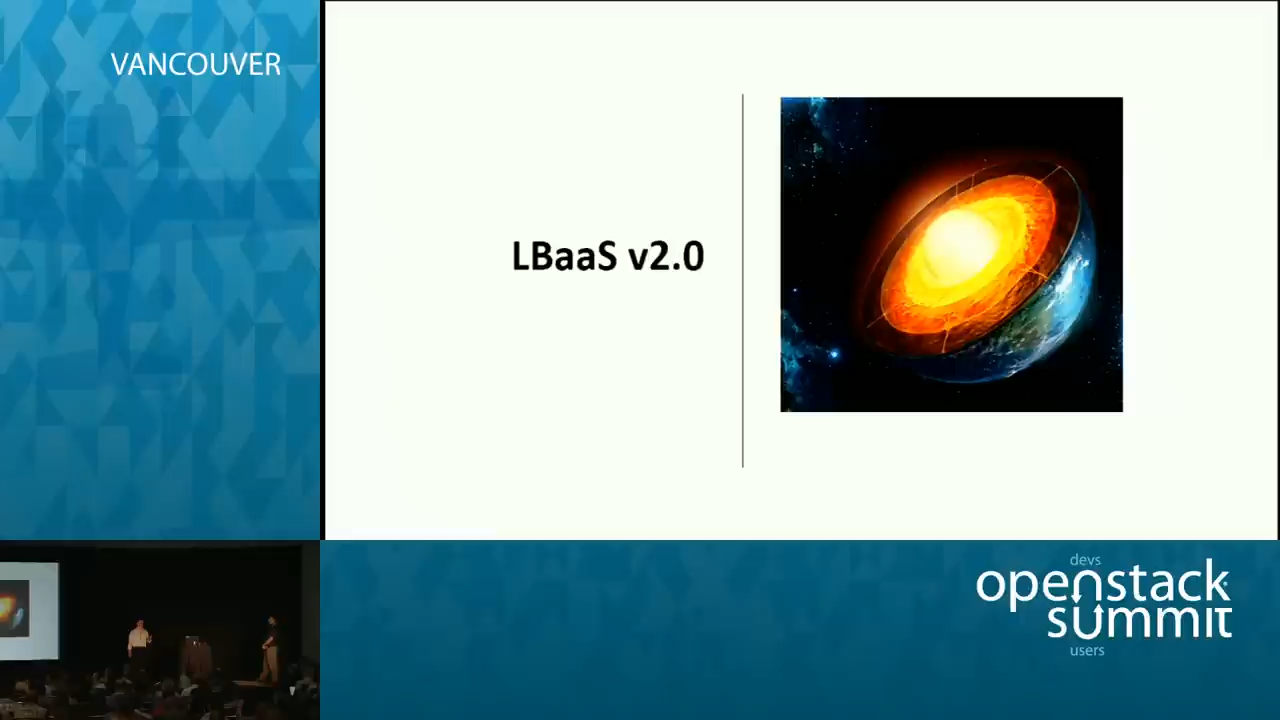 VANCOUVER
LBaaS v2.0
devs
openstack
summit
users